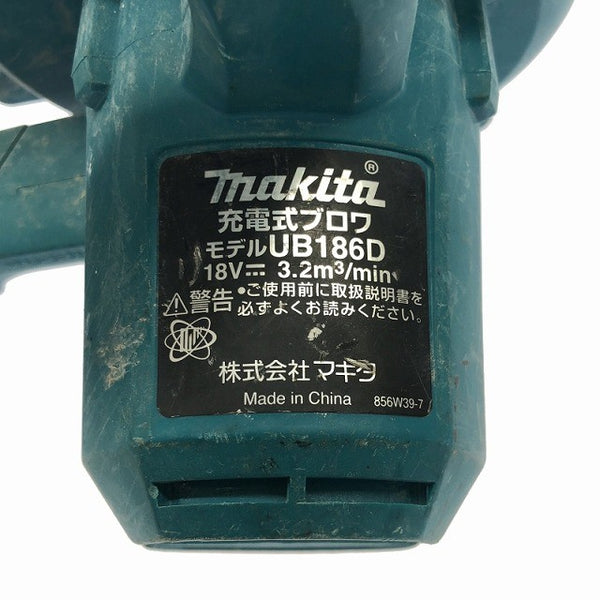 makita®
充電式ブロワ
モデルUB186D
18V⎓ 3.2m³/min
⚠警告 •ご使用前に取扱説明書を
必ずよくお読みください。
株式会社 マキタ
Made in China 856W39-7